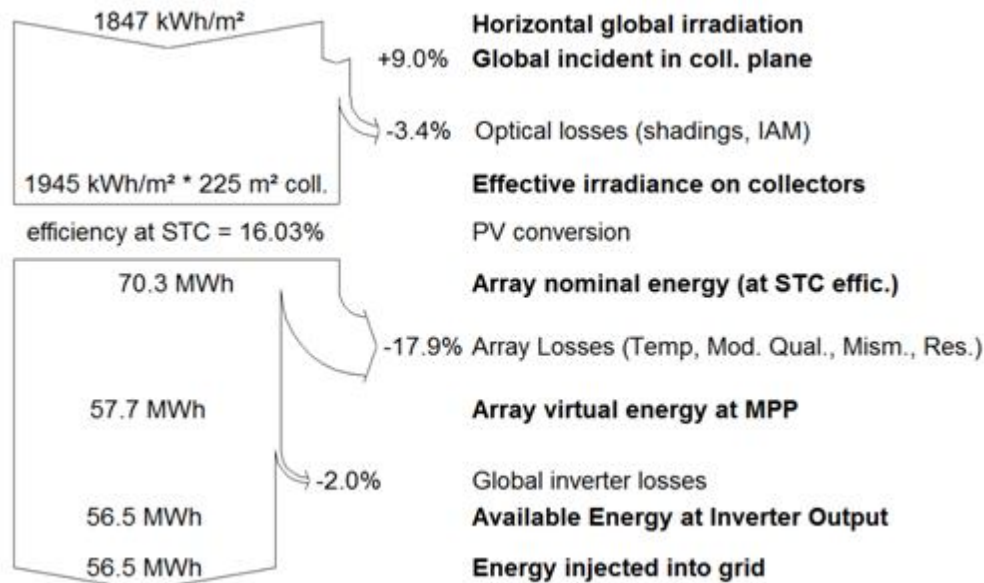 1847 kWh/m² Horizontal global irradiation
+9.0% Global incident in coll. plane
-3.4% Optical losses (shadings, IAM)
1945 kWh/m² * 225 m² coll. Effective irradiance on collectors
efficiency at STC = 16.03% PV conversion
70.3 MWh Array nominal energy (at STC effic.)
-17.9% Array Losses (Temp, Mod. Qual., Mism., Res.)
57.7 MWh Array virtual energy at MPP
-2.0% Global inverter losses
56.5 MWh Available Energy at Inverter Output
56.5 MWh Energy injected into grid